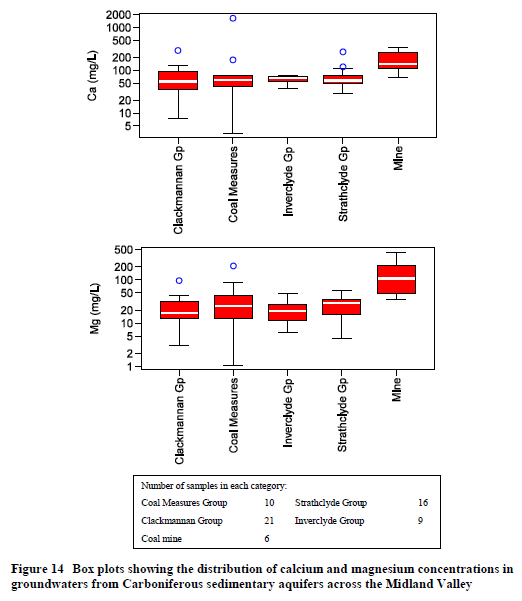 2000
1000
500
200
100
50
20
10
5
Ca (mg/L)
Clackmannan Gp
Coal Measures
Inverclyde Gp
Strathclyde Gp
Mine
500
200
100
50
20
10
5
2
1
Mg (mg/L)
Clackmannan Gp
Coal Measures
Inverclyde Gp
Strathclyde Gp
Mine
Number of samples in each category:
Coal Measures Group 10 Strathclyde Group 16
Clackmannan Group 21 Inverclyde Group 9
Coal mine 6
Figure 14 Box plots showing the distribution of calcium and magnesium concentrations in
groundwaters from Carboniferous sedimentary aquifers across the Midland Valley